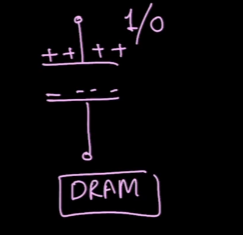 1/0
++ ++
- ---
DRAM